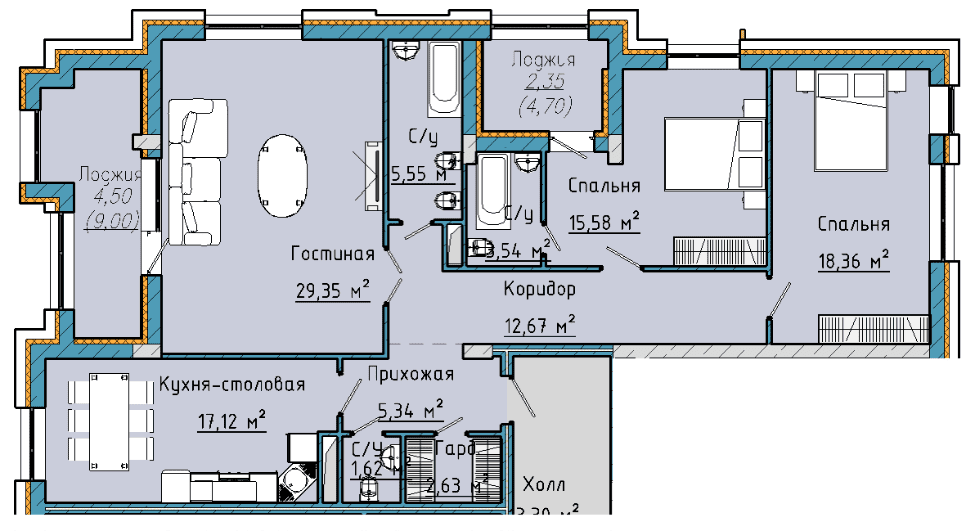 Лоджия
2,35
(4,70)
С/у
5,55 м²
Лоджия
4,50
(9,00)
Спальня
15,58 м²
С/у
3,54 м²
Спальня
18,36 м²
Гостиная
29,35 м²
Коридор
12,67 м²
Прихожая
5,34 м²
Кухня-столовая
17,12 м²
С/у
1,62 м²
Гард
2,63 м²
Холл